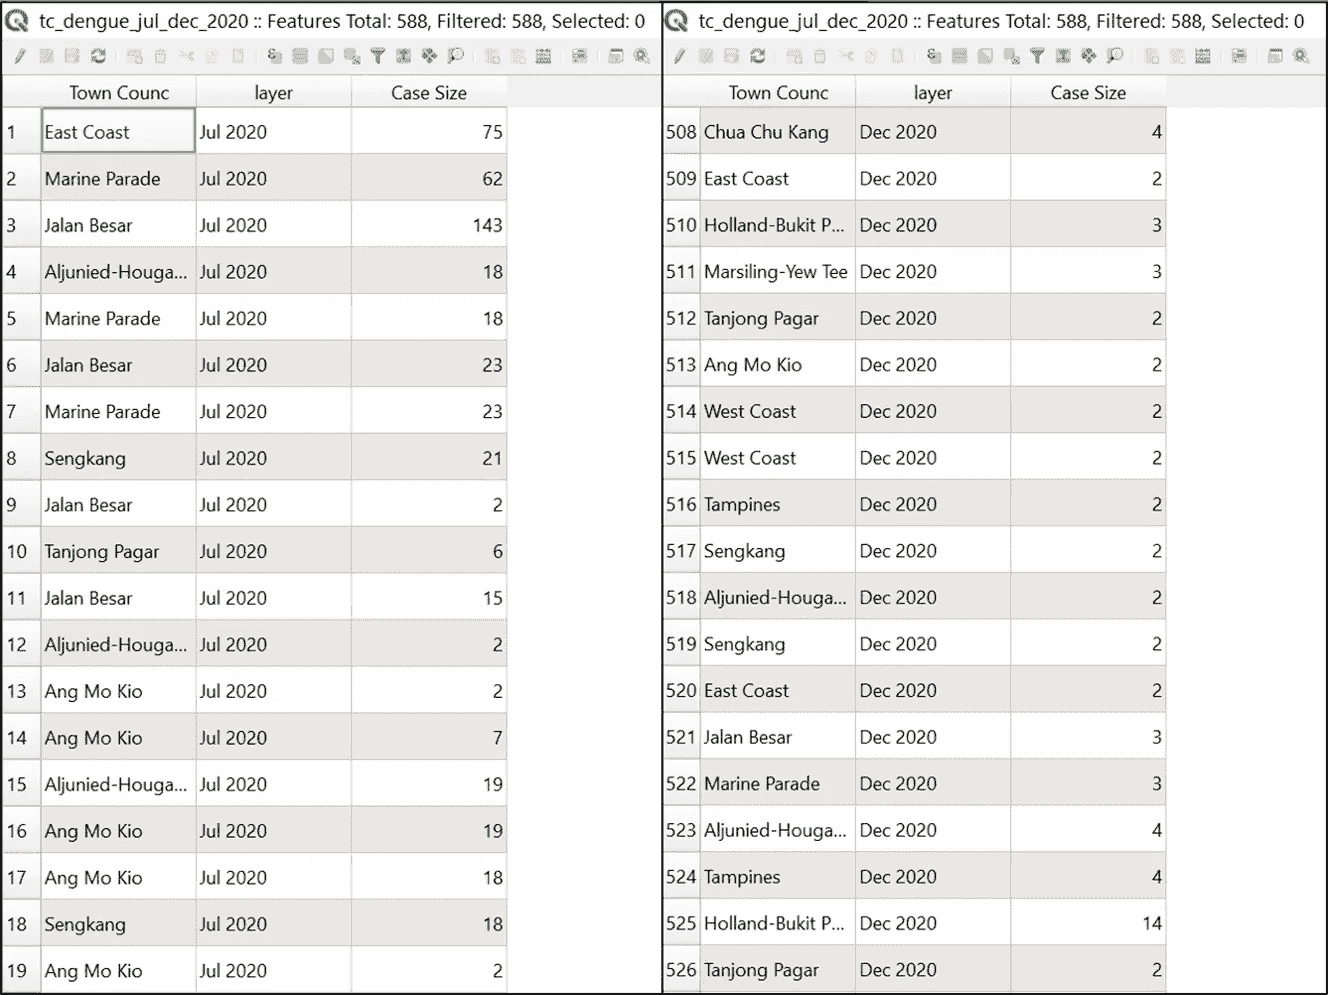 tc_dengue_jul_dec_2020 :: Features Total: 588, Filtered: 588, Selected: 0
Town Counc layer Case Size
1 East Coast Jul 2020 75
2 Marine Parade Jul 2020 62
3 Jalan Besar Jul 2020 143
4 Aljunied-Houga... Jul 2020 18
5 Marine Parade Jul 2020 18
6 Jalan Besar Jul 2020 23
7 Marine Parade Jul 2020 23
8 Sengkang Jul 2020 21
9 Jalan Besar Jul 2020 2
10 Tanjong Pagar Jul 2020 6
11 Jalan Besar Jul 2020 15
12 Aljunied-Houga... Jul 2020 2
13 Ang Mo Kio Jul 2020 2
14 Ang Mo Kio Jul 2020 7
15 Aljunied-Houga... Jul 2020 19
16 Ang Mo Kio Jul 2020 19
17 Ang Mo Kio Jul 2020 18
18 Sengkang Jul 2020 18
19 Ang Mo Kio Jul 2020 2
tc_dengue_jul_dec_2020 :: Features Total: 588, Filtered: 588, Selected: 0
Town Counc layer Case Size
508 Chua Chu Kang Dec 2020 4
509 East Coast Dec 2020 2
510 Holland-Bukit P... Dec 2020 3
511 Marsiling-Yew Tee Dec 2020 3
512 Tanjong Pagar Dec 2020 2
513 Ang Mo Kio Dec 2020 2
514 West Coast Dec 2020 2
515 West Coast Dec 2020 2
516 Tampines Dec 2020 2
517 Sengkang Dec 2020 2
518 Aljunied-Houga... Dec 2020 2
519 Sengkang Dec 2020 2
520 East Coast Dec 2020 2
521 Jalan Besar Dec 2020 3
522 Marine Parade Dec 2020 3
523 Aljunied-Houga... Dec 2020 4
524 Tampines Dec 2020 4
525 Holland-Bukit P... Dec 2020 14
526 Tanjong Pagar Dec 2020 2